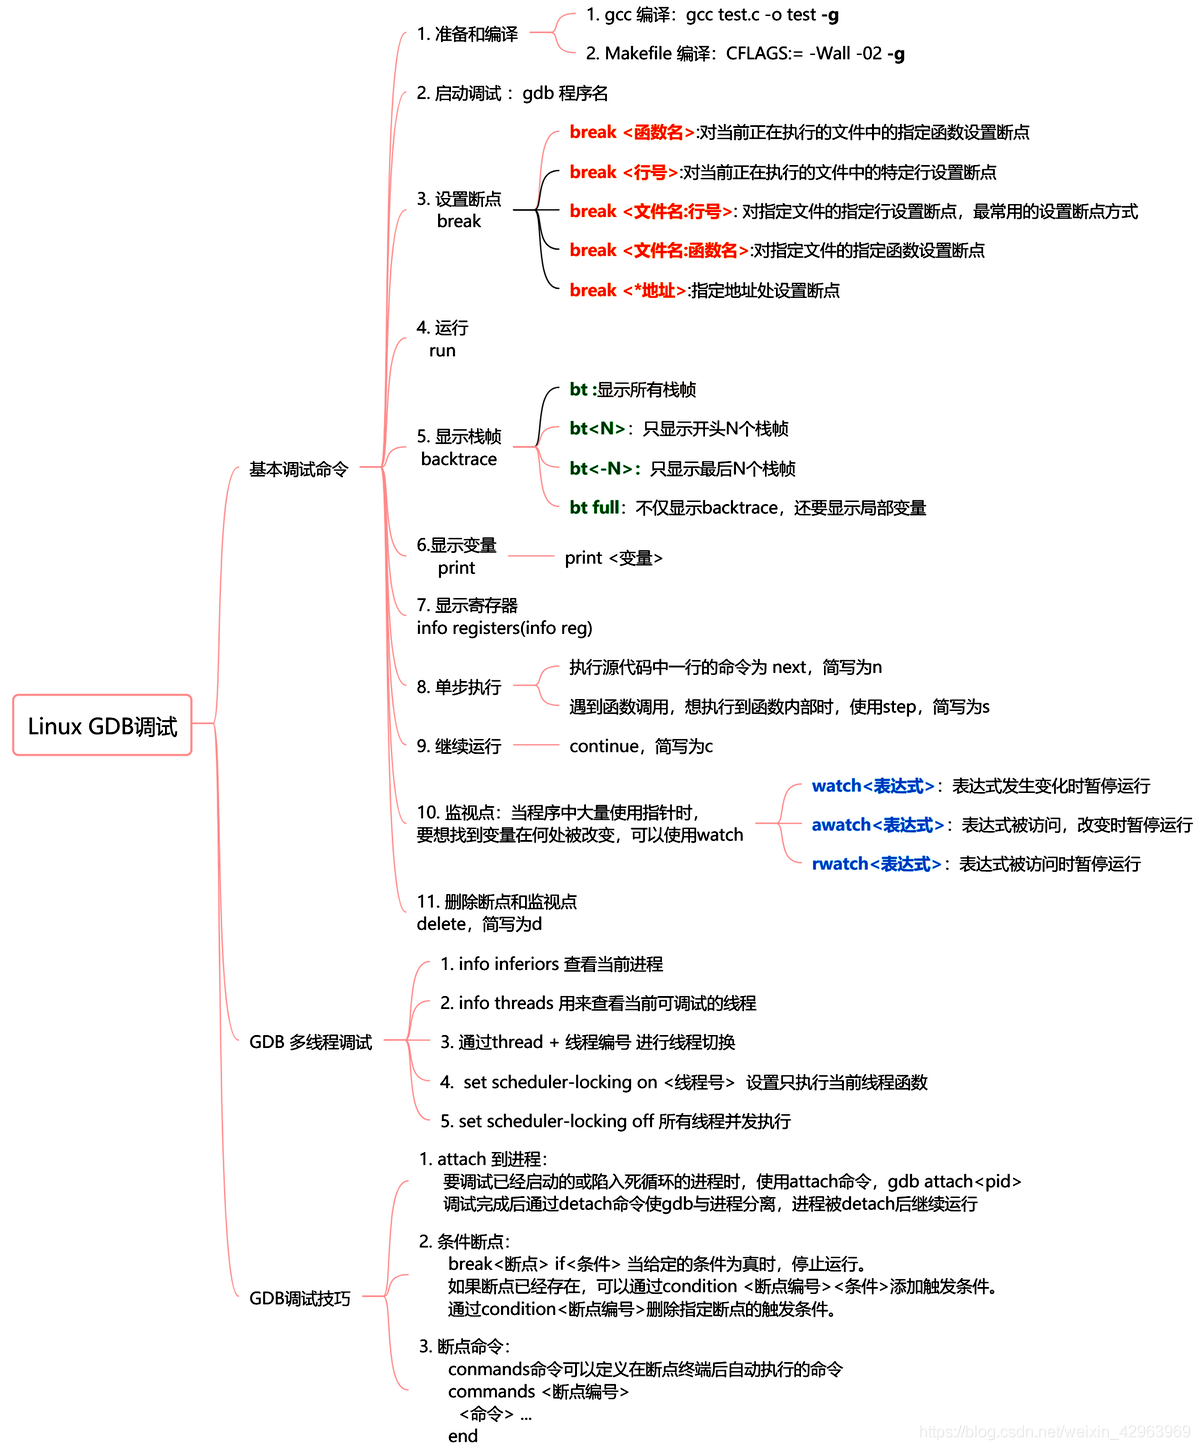 1. gcc 编译：gcc test.c -o test -g
1. 准备和编译
2. Makefile 编译：CFLAGS:= -Wall -02 -g
2. 启动调试 ：gdb 程序名
break <函数名>:对当前正在执行的文件中的指定函数设置断点
break <行号>:对当前正在执行的文件中的特定行设置断点
3. 设置断点
break
break <文件名:行号>: 对指定文件的指定行设置断点，最常用的设置断点方式
break <文件名:函数名>:对指定文件的指定函数设置断点
break <*地址>:指定地址处设置断点
4. 运行
run
bt :显示所有栈帧
bt<N>：只显示开头N个栈帧
5. 显示栈帧
backtrace
bt<-N>：只显示最后N个栈帧
bt full：不仅显示backtrace，还要显示局部变量
6.显示变量
print
print <变量>
7. 显示寄存器
info registers(info reg)
执行源代码中一行的命令为 next，简写为n
8. 单步执行
遇到函数调用，想执行到函数内部时，使用step，简写为s
9. 继续运行
continue，简写为c
10. 监视点：当程序中大量使用指针时，
要想找到变量在何处被改变，可以使用watch
watch<表达式>：表达式发生变化时暂停运行
awatch<表达式>：表达式被访问，改变时暂停运行
rwatch<表达式>：表达式被访问时暂停运行
11. 删除断点和监视点
delete，简写为d
基本调试命令
Linux GDB调试
1. info inferiors 查看当前进程
2. info threads 用来查看当前可调试的线程
GDB 多线程调试
3. 通过thread + 线程编号 进行线程切换
4. set scheduler-locking on <线程号> 设置只执行当前线程函数
5. set scheduler-locking off 所有线程并发执行
1. attach 到进程：
要调试已经启动的或陷入死循环的进程时，使用attach命令，gdb attach<pid>
调试完成后通过detach命令使gdb与进程分离，进程被detach后继续运行
2. 条件断点：
break<断点> if<条件> 当给定的条件为真时，停止运行。
如果断点已经存在，可以通过condition <断点编号><条件>添加触发条件。
通过condition<断点编号>删除指定断点的触发条件。
GDB调试技巧
3. 断点命令：
conmands命令可以定义在断点终端后自动执行的命令
commands <断点编号>
<命令> ...
end
https://blog.csdn.net/weixin_42963969